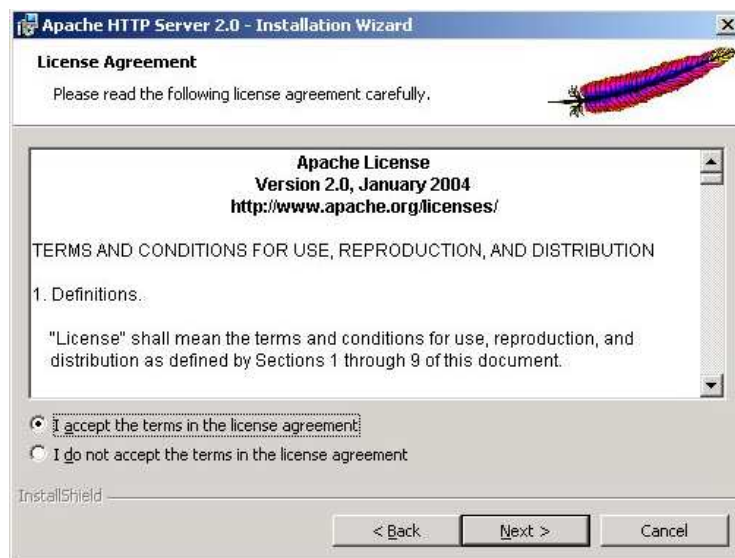 Apache HTTP Server 2.0 - Installation Wizard
License Agreement
Please read the following license agreement carefully.
Apache License
Version 2.0, January 2004
http://www.apache.org/licenses/
TERMS AND CONDITIONS FOR USE, REPRODUCTION, AND DISTRIBUTION
1. Definitions.
"License" shall mean the terms and conditions for use, reproduction, and
distribution as defined by Sections 1 through 9 of this document.
I accept the terms in the license agreement
I do not accept the terms in the license agreement
InstallShield
< Back Next > Cancel